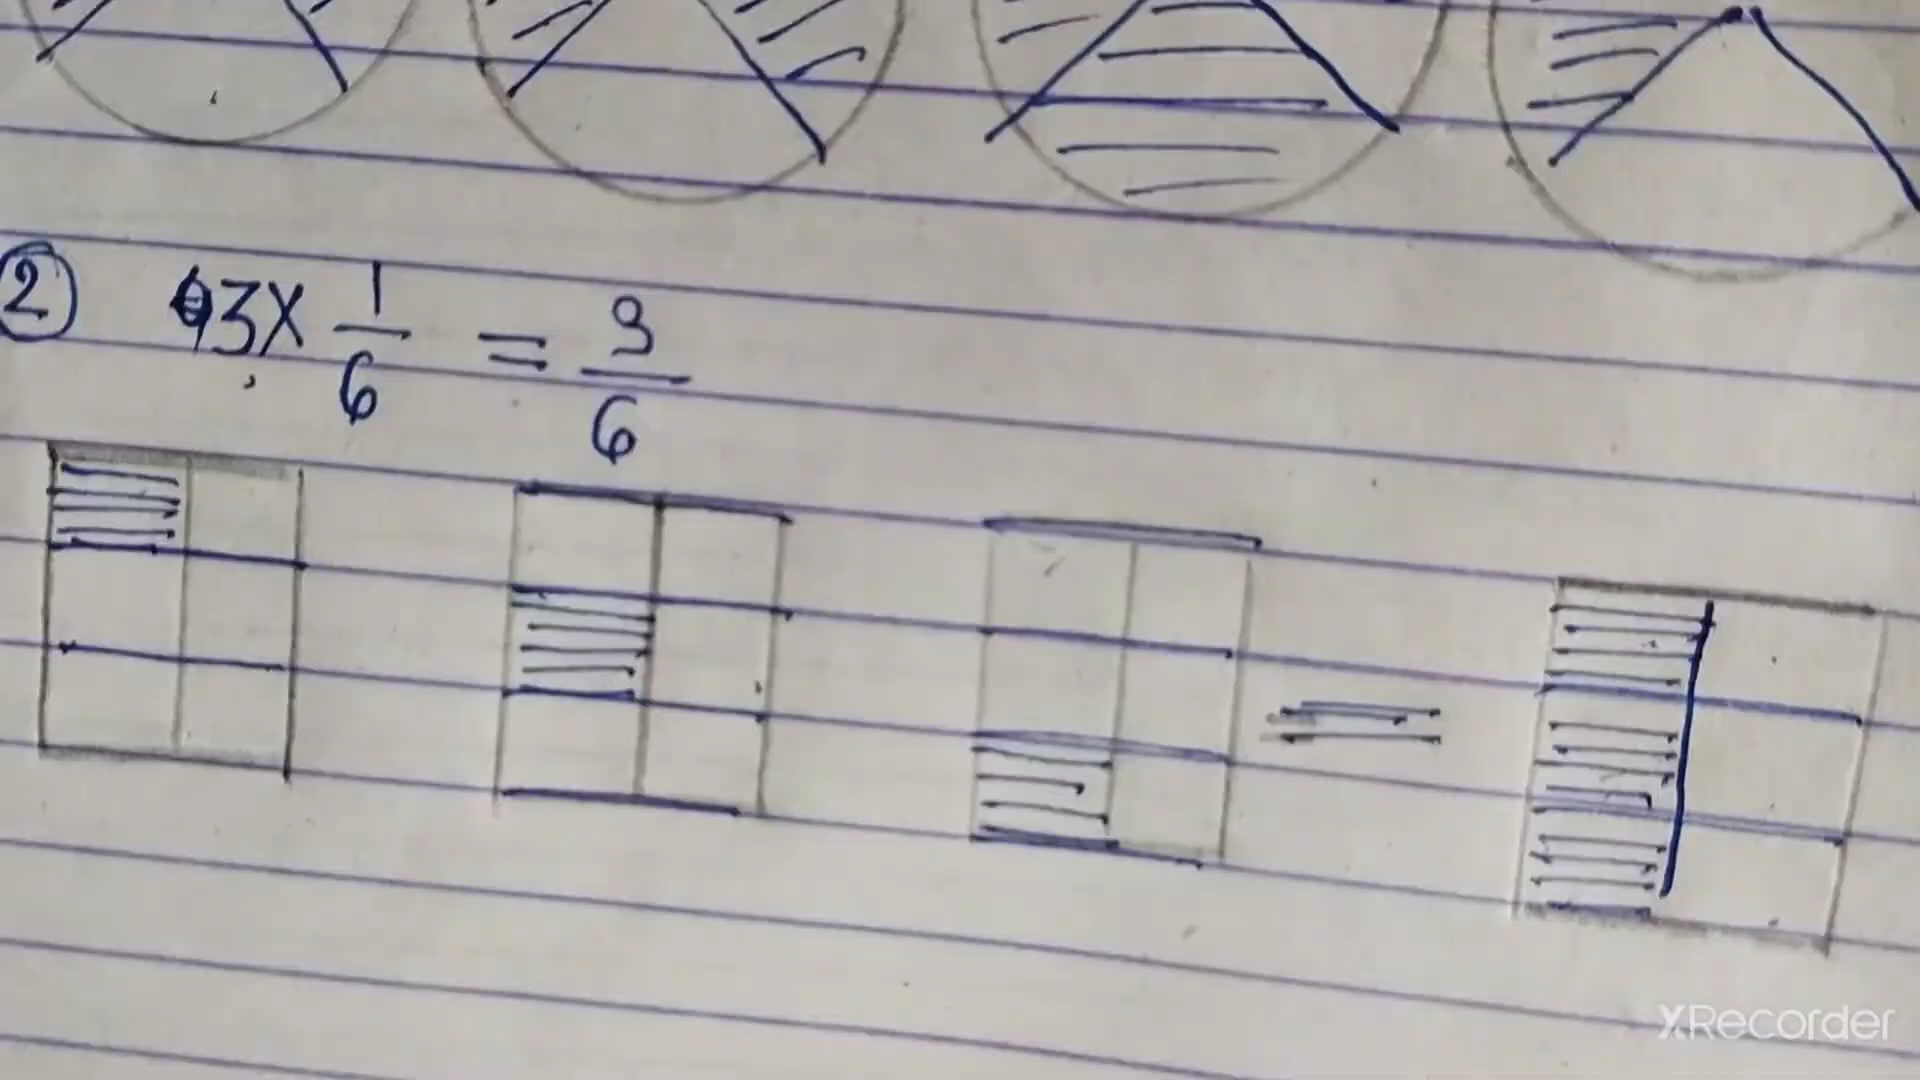 ② 3 × 1/6 = 3/6
XRecorder